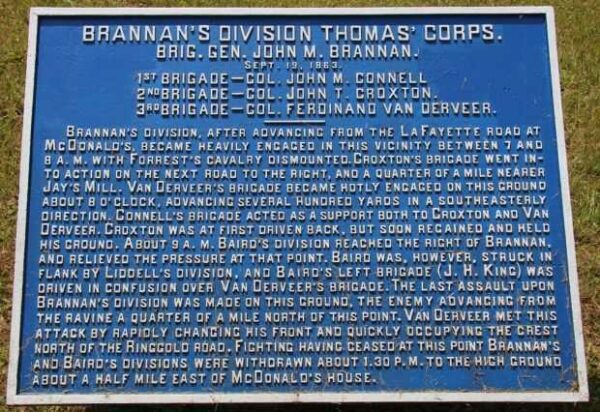 BRANNAN'S DIVISION THOMAS' CORPS.
BRIG. GEN. JOHN M. BRANNAN.
SEPT. 19, 1863.
1ST BRIGADE—COL. JOHN M. CONNELL
2ND BRIGADE—COL. JOHN T. CROXTON.
3RD BRIGADE—COL. FERDINAND VAN DERVEER.
BRANNAN'S DIVISION, AFTER ADVANCING FROM THE LAFAYETTE ROAD AT
MCDONALD'S, BECAME HEAVILY ENGAGED IN THIS VICINITY BETWEEN 7 AND
8 A.M. WITH FORREST'S CAVALRY DISMOUNTED. CROXTON'S BRIGADE WENT IN-
TO ACTION ON THE NEXT ROAD TO THE RIGHT, AND A QUARTER OF A MILE NEARER
JAY'S MILL. VAN DERVEER'S BRIGADE BECAME HOTLY ENGAGED ON THIS GROUND
ABOUT 8 O'CLOCK, ADVANCING SEVERAL HUNDRED YARDS IN A SOUTHEASTERLY
DIRECTION. CONNELL'S BRIGADE ACTED AS A SUPPORT BOTH TO CROXTON AND VAN
DERVEER. CROXTON WAS AT FIRST DRIVEN BACK, BUT SOON REGAINED AND HELD
HIS GROUND. ABOUT 9 A.M. BAIRD'S DIVISION REACHED THE RIGHT OF BRANNAN,
AND RELIEVED THE PRESSURE AT THAT POINT. BAIRD WAS, HOWEVER, STRUCK IN
FLANK BY LIDDELL'S DIVISION, AND BAIRD'S LEFT BRIGADE (J. H. KING) WAS
DRIVEN IN CONFUSION OVER VAN DERVEER'S BRIGADE. THE LAST ASSAULT UPON
BRANNAN'S DIVISION WAS MADE ON THIS GROUND, THE ENEMY ADVANCING FROM
THE RAVINE A QUARTER OF A MILE NORTH OF THIS POINT. VAN DERVEER MET THIS
ATTACK BY RAPIDLY CHANGING HIS FRONT AND QUICKLY OCCUPYING THE CREST
NORTH OF THE RINGGOLD ROAD. FIGHTING HAVING CEASED AT THIS POINT BRANNAN'S
AND BAIRD'S DIVISIONS WERE WITHDRAWN ABOUT 1.30 P.M. TO THE HIGH GROUND
ABOUT A HALF MILE EAST OF MCDONALD'S HOUSE.